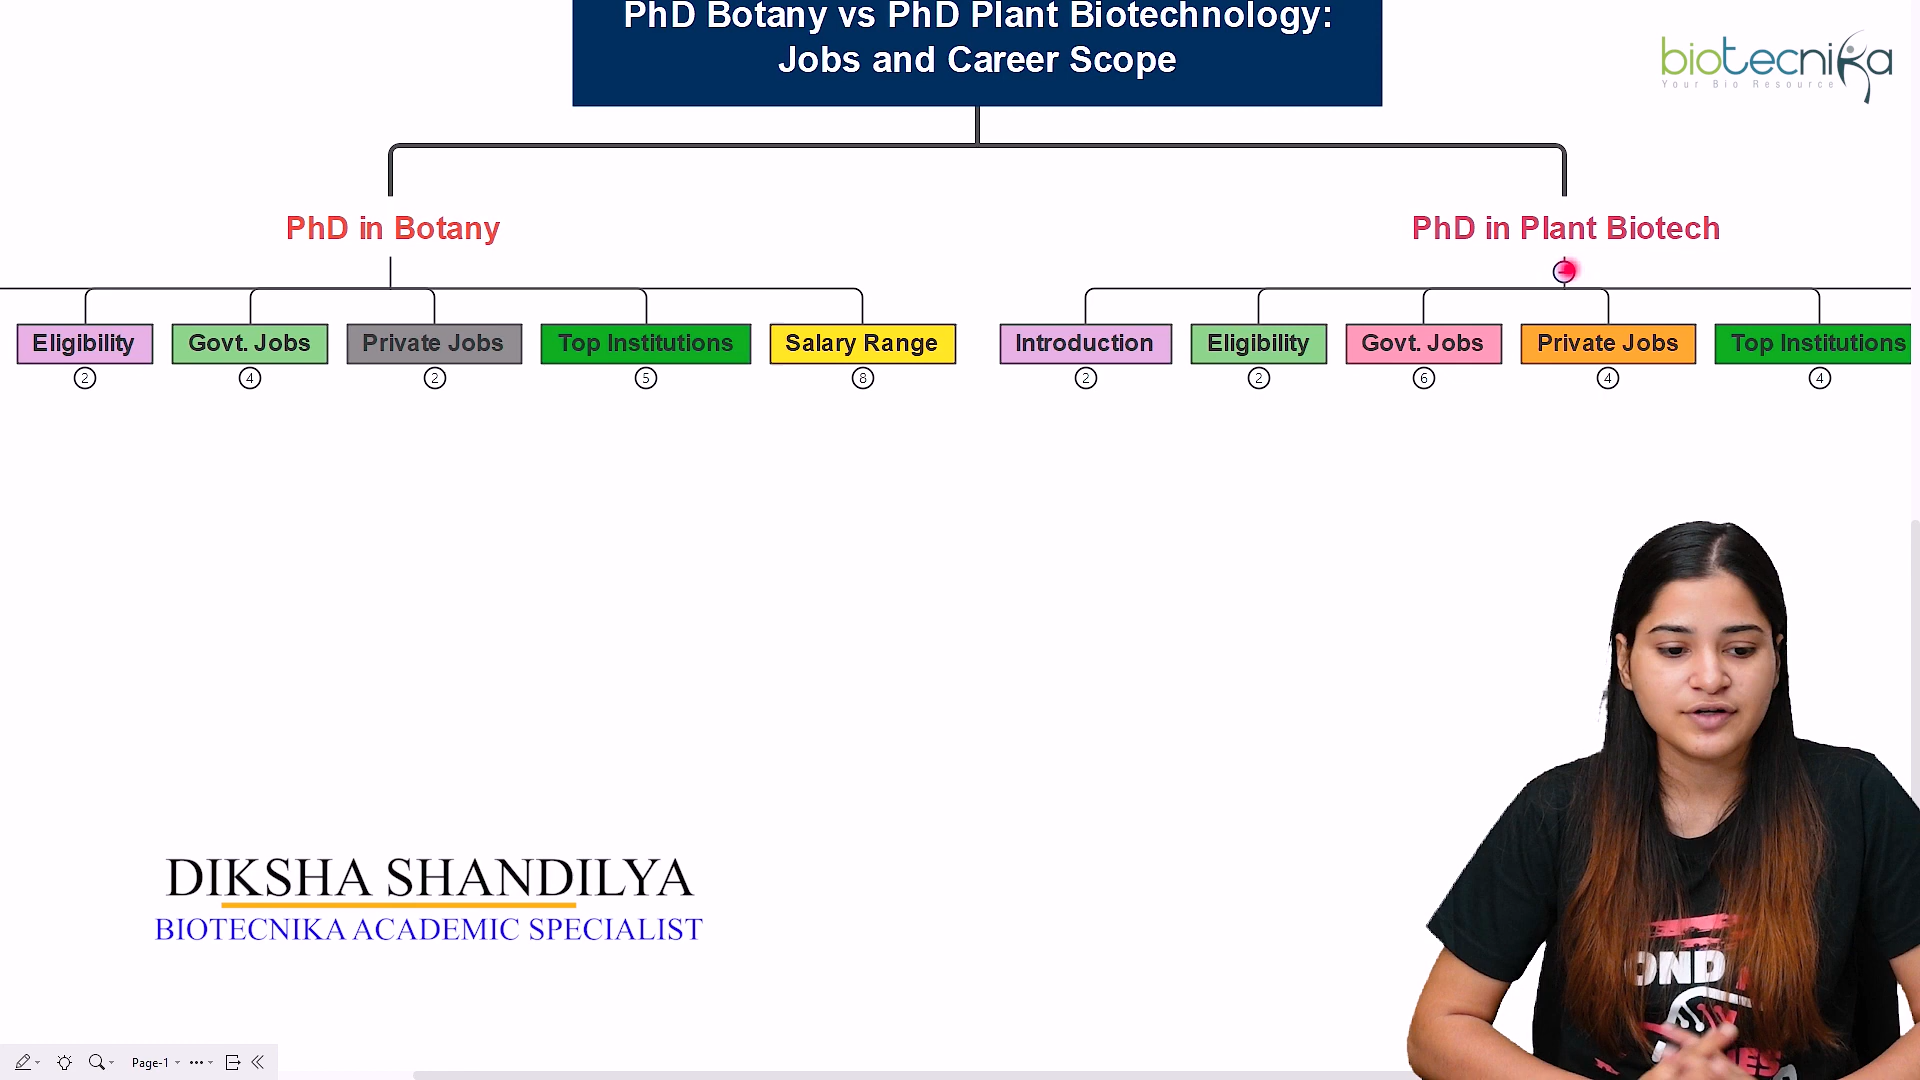 PhD Botany vs PhD Plant Biotechnology:
Jobs and Career Scope
biotecnika
Your Bio Resource
PhD in Botany
PhD in Plant Biotech
Eligibility
Govt. Jobs
Private Jobs
Top Institutions
Salary Range
Introduction
Eligibility
Govt. Jobs
Private Jobs
Top Institutions
2
4
2
5
8
2
2
6
4
4
DIKSHA SHANDILYA
BIOTECNIKA ACADEMIC SPECIALIST
OND
Page-1